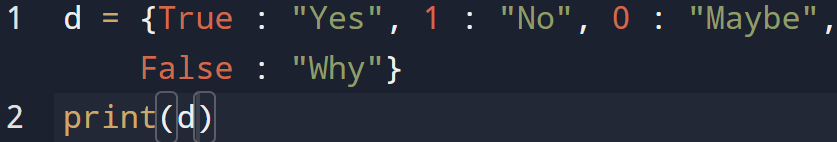 1 d = {True : "Yes", 1 : "No", 0 : "Maybe",
False : "Why"}
2 print(d)